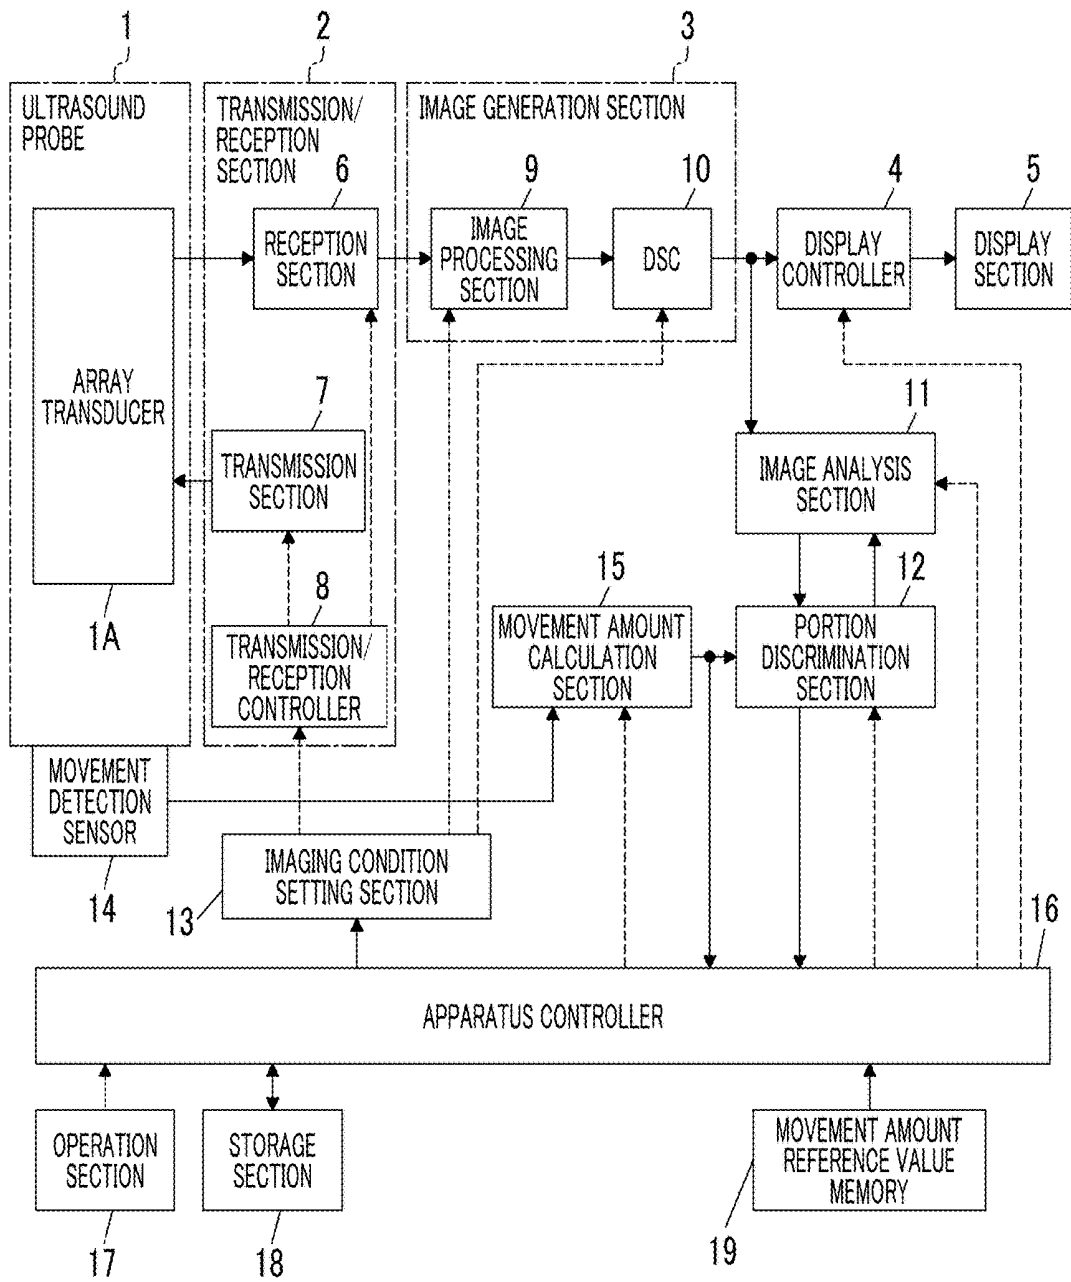 1
2
3
ULTRASOUND
PROBE
TRANSMISSION/
RECEPTION
SECTION
IMAGE GENERATION SECTION
6
9
10
4
5
RECEPTION
SECTION
IMAGE
PROCESSING
SECTION
DSC
DISPLAY
CONTROLLER
DISPLAY
SECTION
ARRAY
TRANSDUCER
7
11
TRANSMISSION
SECTION
IMAGE ANALYSIS
SECTION
1A
8
15
12
TRANSMISSION/
RECEPTION
CONTROLLER
MOVEMENT AMOUNT
CALCULATION
SECTION
PORTION
DISCRIMINATION
SECTION
MOVEMENT
DETECTION
SENSOR
14
13
IMAGING CONDITION
SETTING SECTION
16
APPARATUS CONTROLLER
OPERATION
SECTION
STORAGE
SECTION
MOVEMENT AMOUNT
REFERENCE VALUE
MEMORY
17
18
19